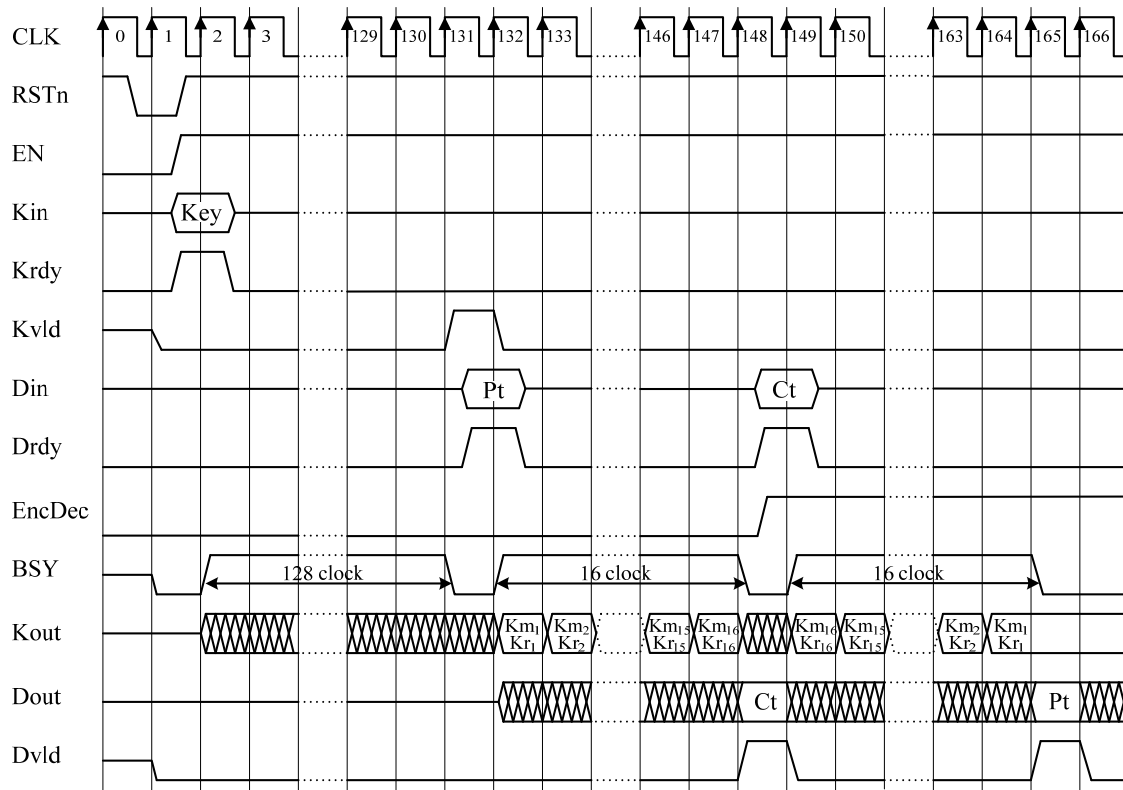 CLK 0 1 2 3 129 130 131 132 133 146 147 148 149 150 163 164 165 166
RSTn
EN
Kin Key
Krdy
Kvld
Din Pt Ct
Drdy
EncDec
BSY 128 clock 16 clock 16 clock
Kout Km₁ Km₂ Km₁₅ Km₁₆ Km₁₆ Km₁₅ Km₂ Km₁
Kr₁ Kr₂ Kr₁₅ Kr₁₆ Kr₁₆ Kr₁₅ Kr₂ Kr₁
Dout Ct Pt
Dvld